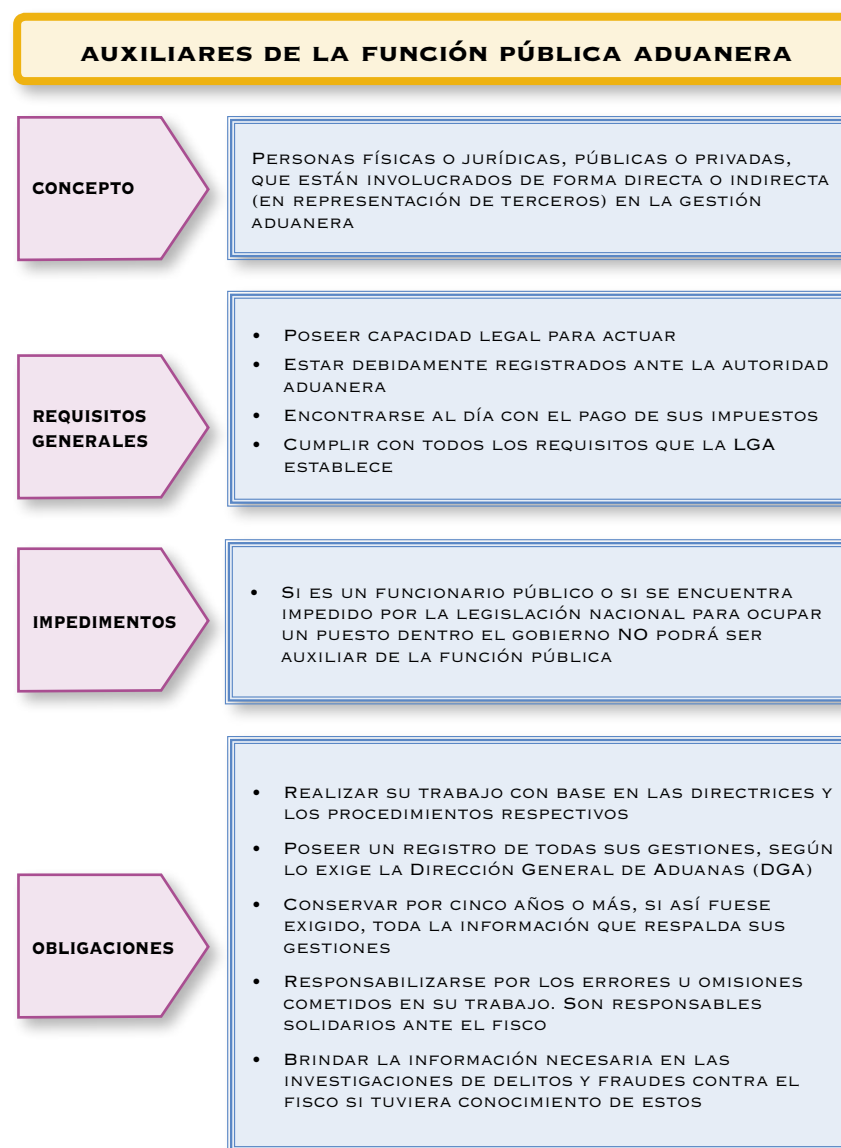 AUXILIARES DE LA FUNCIÓN PÚBLICA ADUANERA
CONCEPTO
PERSONAS FÍSICAS O JURÍDICAS, PÚBLICAS O PRIVADAS,
QUE ESTÁN INVOLUCRADOS DE FORMA DIRECTA O INDIRECTA
(EN REPRESENTACIÓN DE TERCEROS) EN LA GESTIÓN
ADUANERA
REQUISITOS
GENERALES
• POSEER CAPACIDAD LEGAL PARA ACTUAR
• ESTAR DEBIDAMENTE REGISTRADOS ANTE LA AUTORIDAD
ADUANERA
• ENCONTRARSE AL DÍA CON EL PAGO DE SUS IMPUESTOS
• CUMPLIR CON TODOS LOS REQUISITOS QUE LA LGA
ESTABLECE
IMPEDIMENTOS
• SI ES UN FUNCIONARIO PÚBLICO O SI SE ENCUENTRA
IMPEDIDO POR LA LEGISLACIÓN NACIONAL PARA OCUPAR
UN PUESTO DENTRO EL GOBIERNO NO PODRÁ SER
AUXILIAR DE LA FUNCIÓN PÚBLICA
OBLIGACIONES
• REALIZAR SU TRABAJO CON BASE EN LAS DIRECTRICES Y
LOS PROCEDIMIENTOS RESPECTIVOS
• POSEER UN REGISTRO DE TODAS SUS GESTIONES, SEGÚN
LO EXIGE LA DIRECCIÓN GENERAL DE ADUANAS (DGA)
• CONSERVAR POR CINCO AÑOS O MÁS, SI ASÍ FUESE
EXIGIDO, TODA LA INFORMACIÓN QUE RESPALDA SUS
GESTIONES
• RESPONSABILIZARSE POR LOS ERRORES U OMISIONES
COMETIDOS EN SU TRABAJO. SON RESPONSABLES
SOLIDARIOS ANTE EL FISCO
• BRINDAR LA INFORMACIÓN NECESARIA EN LAS
INVESTIGACIONES DE DELITOS Y FRAUDES CONTRA EL
FISCO SI TUVIERA CONOCIMIENTO DE ESTOS